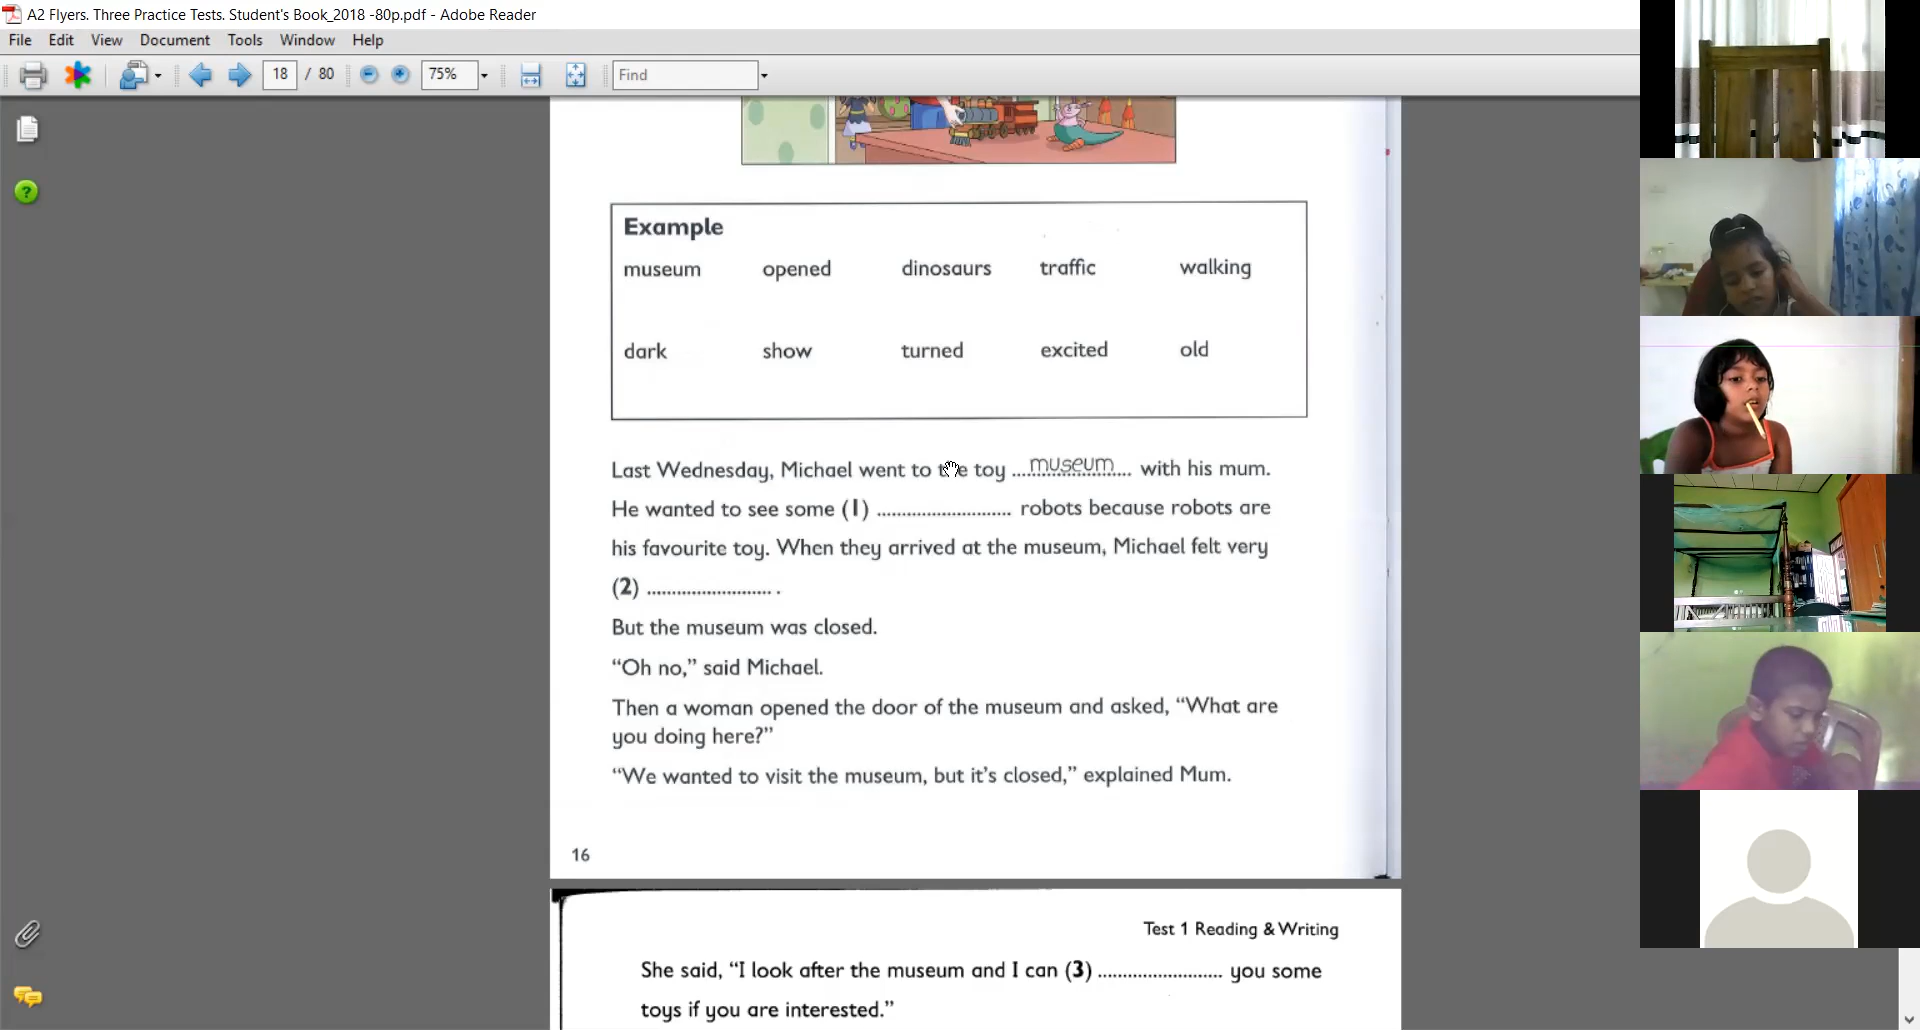 A2 Flyers. Three Practice Tests. Student's Book_2018 -80p.pdf - Adobe Reader
File Edit View Document Tools Window Help
18 / 80 75% Find
Example
museum opened dinosaurs traffic walking
dark show turned excited old
Last Wednesday, Michael went to the toy museum with his mum.
He wanted to see some (1) ........................... robots because robots are
his favourite toy. When they arrived at the museum, Michael felt very
(2) ......................... .
But the museum was closed.
“Oh no,” said Michael.
Then a woman opened the door of the museum and asked, “What are
you doing here?”
“We wanted to visit the museum, but it’s closed,” explained Mum.
16
Test 1 Reading & Writing
She said, “I look after the museum and I can (3) ......................... you some
toys if you are interested.”